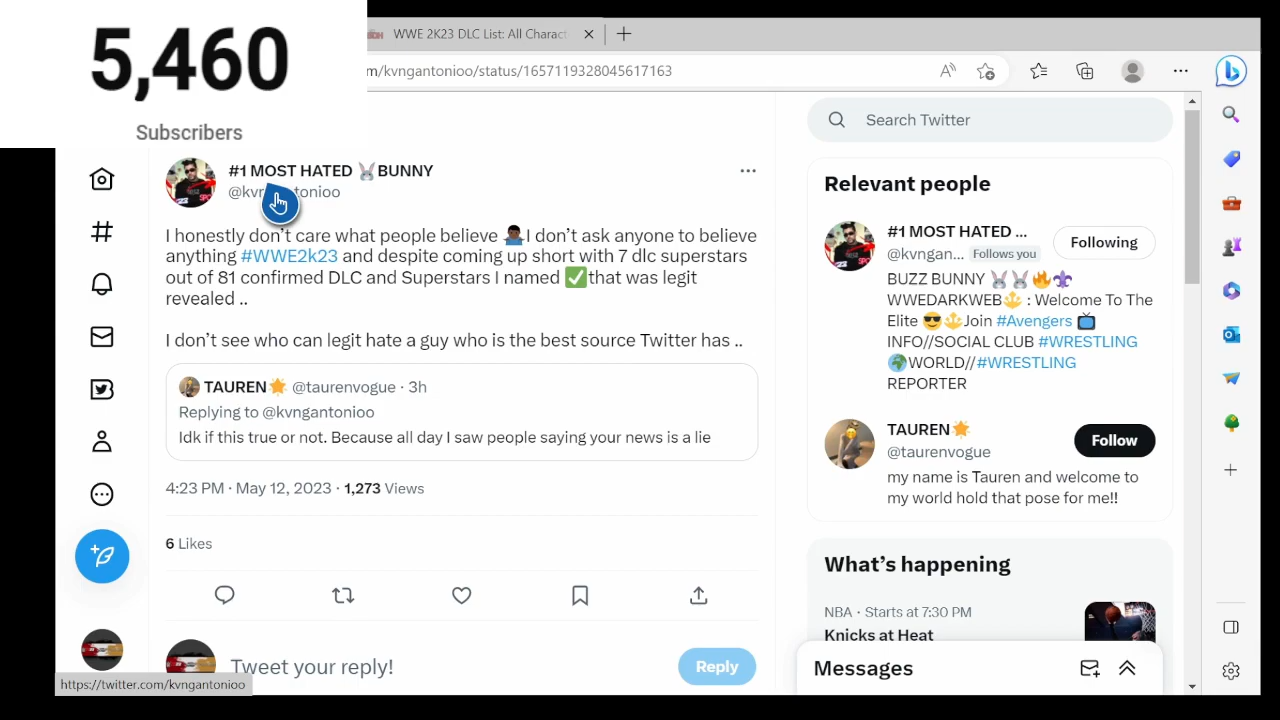 5,460
Subscribers
WWE 2K23 DLC List: All Charact
m/kvngantonioo/status/1657119328045617163
Search Twitter
#1 MOST HATED 🐰BUNNY
@kvngantonioo
I honestly don't care what people believe 🤷🏿‍♂️I don't ask anyone to believe
anything #WWE2k23 and despite coming up short with 7 dlc superstars
out of 81 confirmed DLC and Superstars I named ✅that was legit
revealed ..
I don't see who can legit hate a guy who is the best source Twitter has ..
TAUREN🌟 @taurenvogue · 3h
Replying to @kvngantonioo
Idk if this true or not. Because all day I saw people saying your news is a lie
4:23 PM · May 12, 2023 · 1,273 Views
6 Likes
Tweet your reply!
Reply
https://twitter.com/kvngantonioo
Relevant people
#1 MOST HATED ...
@kvngan... Follows you
Following
BUZZ BUNNY 🐰🐰🔥⚜️
WWEDARKWEB🔱 : Welcome To The
Elite 😎🔱Join #Avengers 📺
INFO//SOCIAL CLUB #WRESTLING
🌍WORLD//#WRESTLING
REPORTER
TAUREN🌟
@taurenvogue
Follow
my name is Tauren and welcome to
my world hold that pose for me!!
What's happening
NBA · Starts at 7:30 PM
Knicks at Heat
Messages